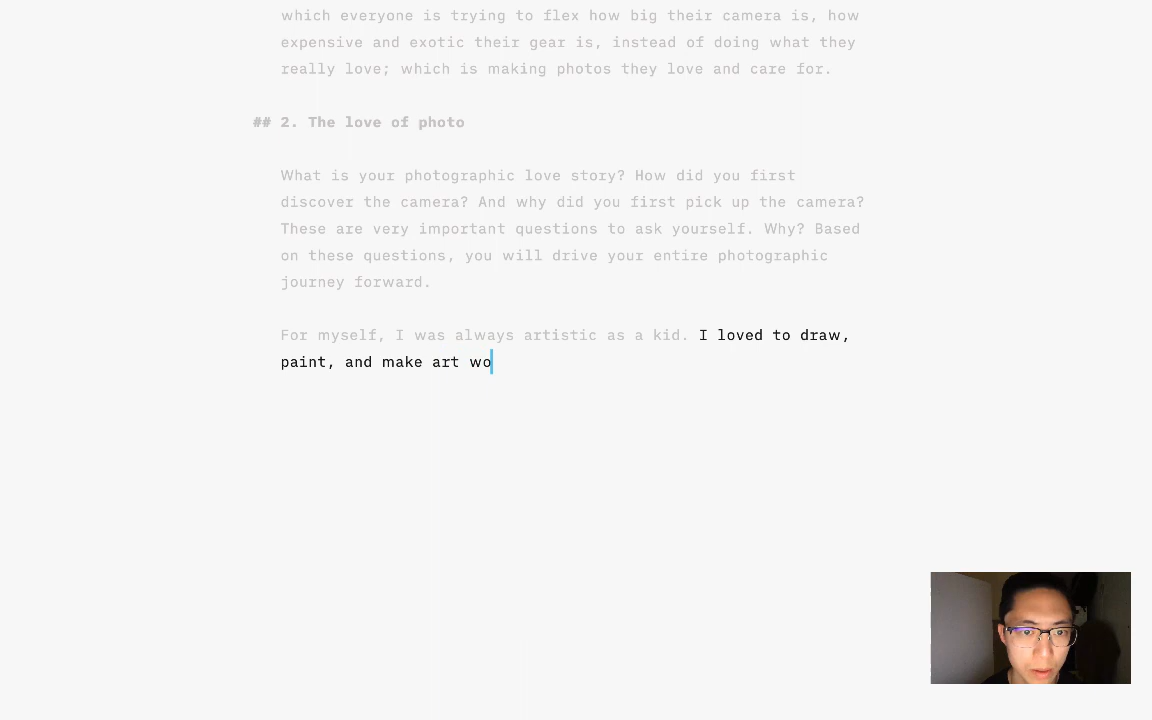 which everyone is trying to flex how big their camera is, how
expensive and exotic their gear is, instead of doing what they
really love; which is making photos they love and care for.
## 2. The love of photo
What is your photographic love story? How did you first
discover the camera? And why did you first pick up the camera?
These are very important questions to ask yourself. Why? Based
on these questions, you will drive your entire photographic
journey forward.
For myself, I was always artistic as a kid. I loved to draw,
paint, and make art wo